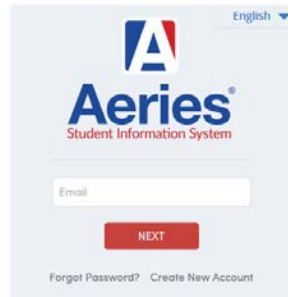 English
A
Aeries®
Student Information System
Email
NEXT
Forgot Password? Create New Account